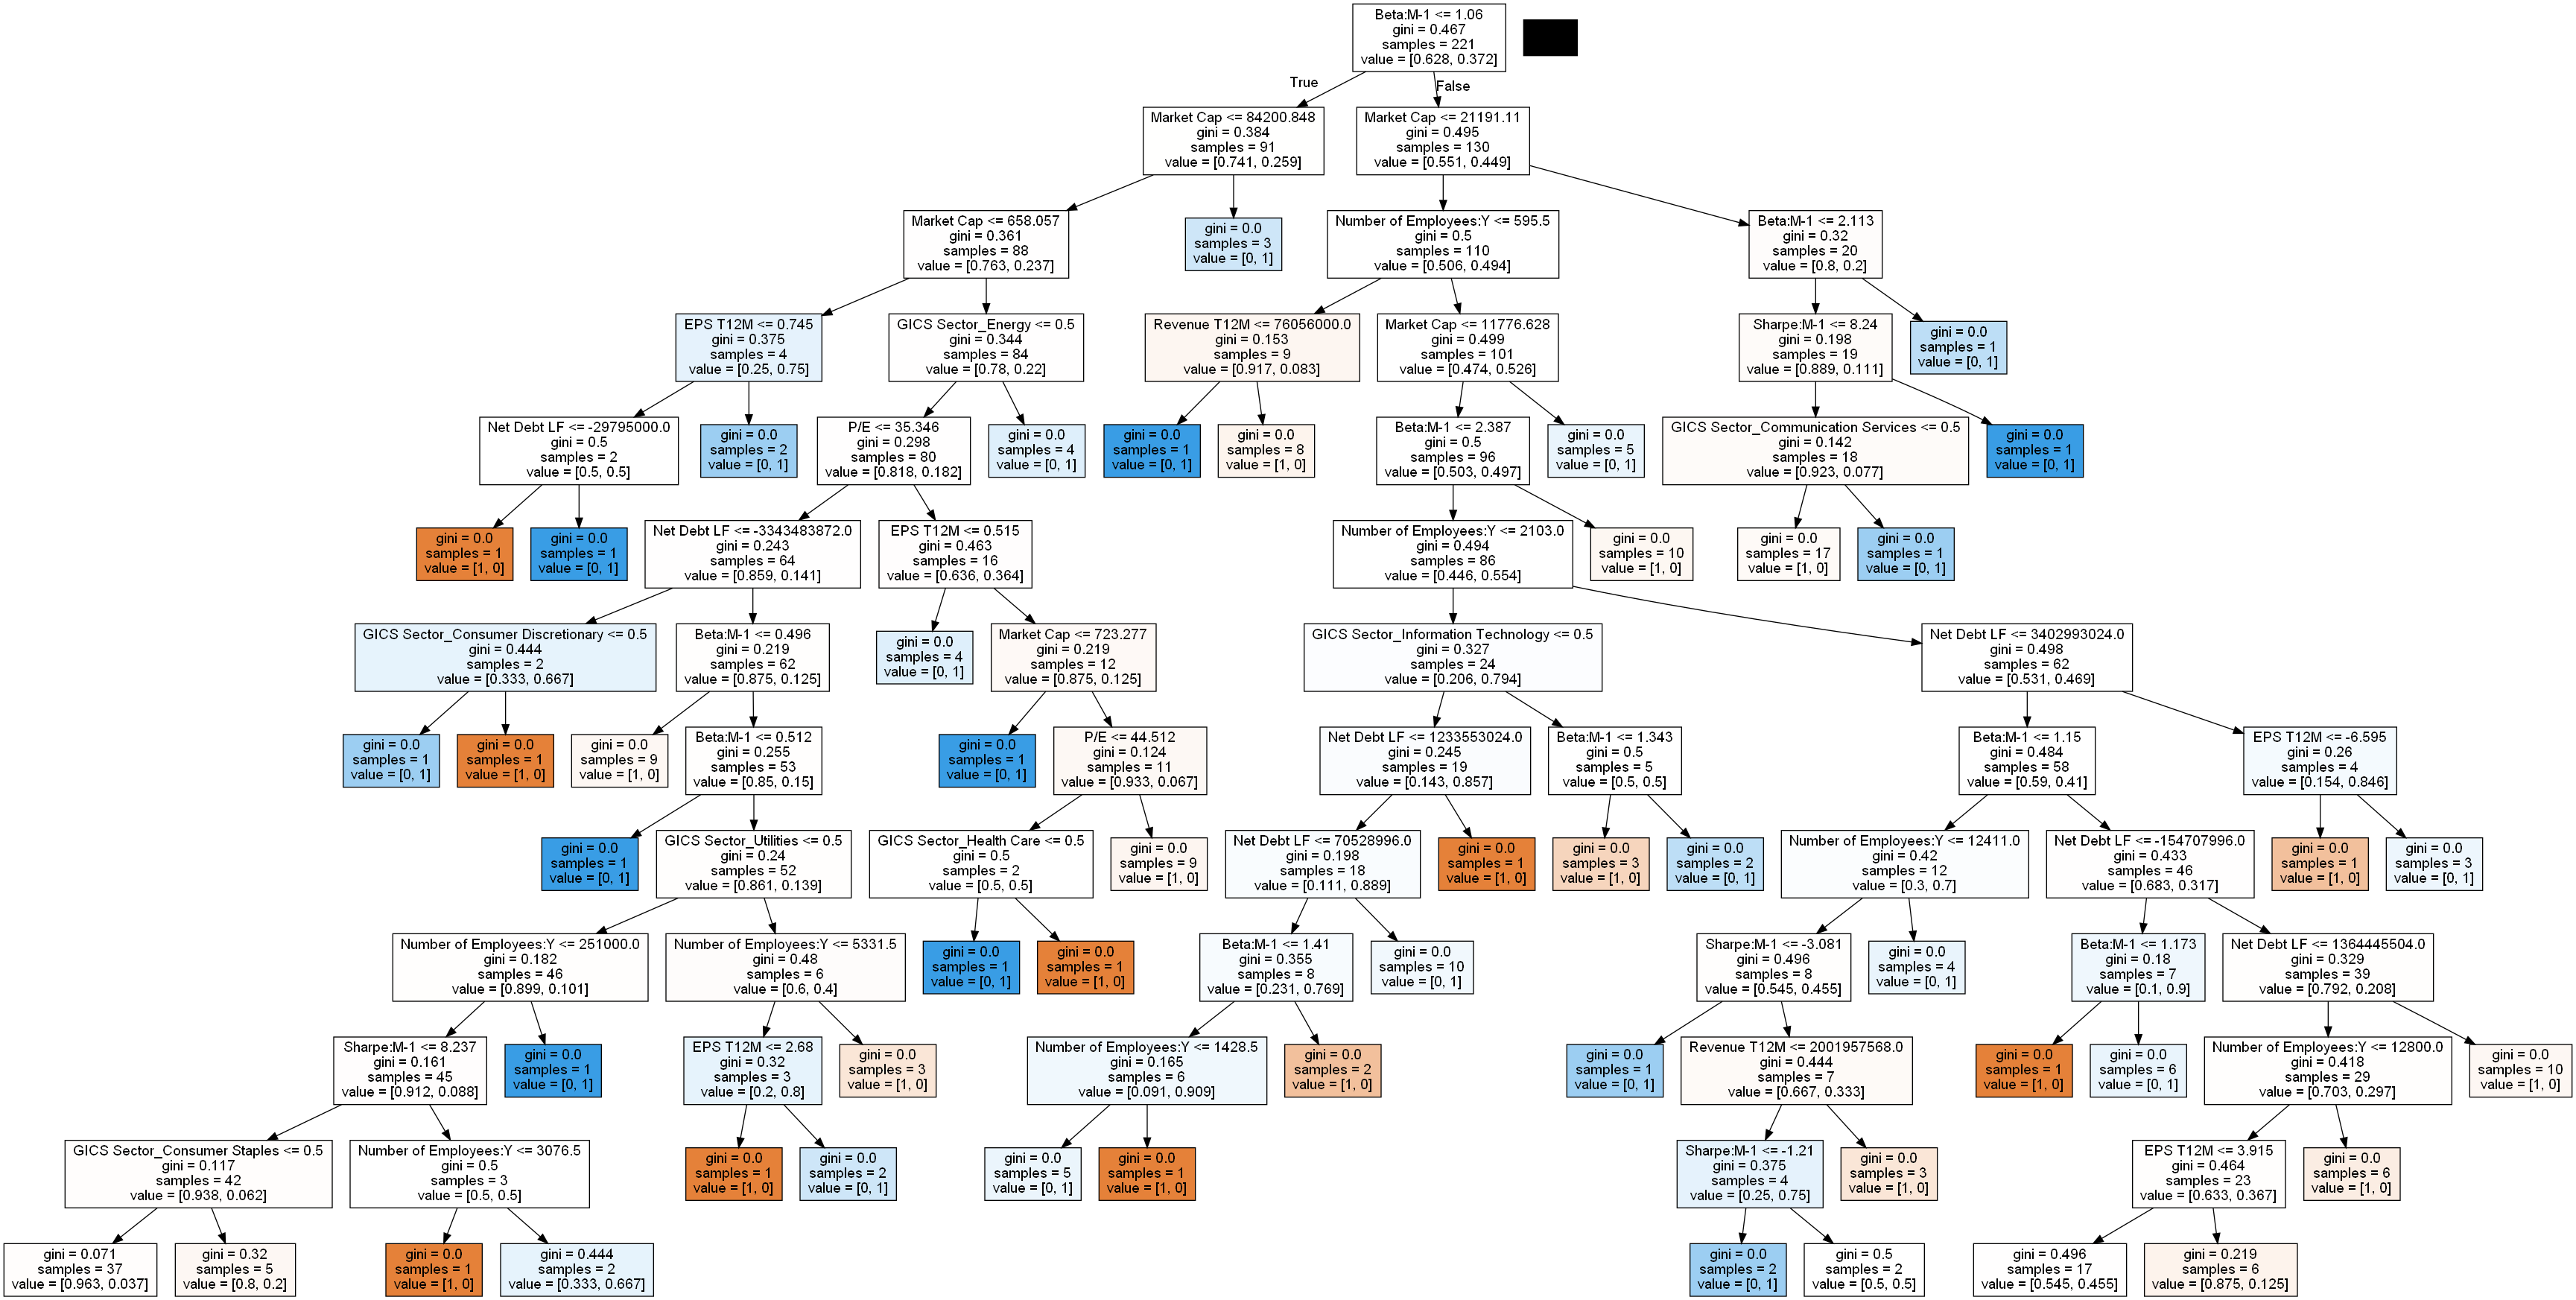 Beta:M-1 <= 1.06
gini = 0.467
samples = 221
value = [0.628, 0.372]
True
False
Market Cap <= 84200.848
gini = 0.384
samples = 91
value = [0.741, 0.259]
Market Cap <= 21191.11
gini = 0.495
samples = 130
value = [0.551, 0.449]
Market Cap <= 658.057
gini = 0.361
samples = 88
value = [0.763, 0.237]
gini = 0.0
samples = 3
value = [0, 1]
Number of Employees:Y <= 595.5
gini = 0.5
samples = 110
value = [0.506, 0.494]
Beta:M-1 <= 2.113
gini = 0.32
samples = 20
value = [0.8, 0.2]
EPS T12M <= 0.745
gini = 0.375
samples = 4
value = [0.25, 0.75]
GICS Sector_Energy <= 0.5
gini = 0.344
samples = 84
value = [0.78, 0.22]
Revenue T12M <= 76056000.0
gini = 0.153
samples = 9
value = [0.917, 0.083]
Market Cap <= 11776.628
gini = 0.499
samples = 101
value = [0.474, 0.526]
Sharpe:M-1 <= 8.24
gini = 0.198
samples = 19
value = [0.889, 0.111]
gini = 0.0
samples = 1
value = [0, 1]
Net Debt LF <= -29795000.0
gini = 0.5
samples = 2
value = [0.5, 0.5]
gini = 0.0
samples = 2
value = [0, 1]
P/E <= 35.346
gini = 0.298
samples = 80
value = [0.818, 0.182]
gini = 0.0
samples = 4
value = [0, 1]
gini = 0.0
samples = 1
value = [0, 1]
gini = 0.0
samples = 8
value = [1, 0]
Beta:M-1 <= 2.387
gini = 0.5
samples = 96
value = [0.503, 0.497]
gini = 0.0
samples = 5
value = [0, 1]
GICS Sector_Communication Services <= 0.5
gini = 0.142
samples = 18
value = [0.923, 0.077]
gini = 0.0
samples = 1
value = [0, 1]
gini = 0.0
samples = 1
value = [1, 0]
gini = 0.0
samples = 1
value = [0, 1]
Net Debt LF <= -3343483872.0
gini = 0.243
samples = 64
value = [0.859, 0.141]
EPS T12M <= 0.515
gini = 0.463
samples = 16
value = [0.636, 0.364]
Number of Employees:Y <= 2103.0
gini = 0.494
samples = 86
value = [0.446, 0.554]
gini = 0.0
samples = 10
value = [1, 0]
gini = 0.0
samples = 17
value = [1, 0]
gini = 0.0
samples = 1
value = [0, 1]
GICS Sector_Consumer Discretionary <= 0.5
gini = 0.444
samples = 2
value = [0.333, 0.667]
Beta:M-1 <= 0.496
gini = 0.219
samples = 62
value = [0.875, 0.125]
gini = 0.0
samples = 4
value = [0, 1]
Market Cap <= 723.277
gini = 0.219
samples = 12
value = [0.875, 0.125]
GICS Sector_Information Technology <= 0.5
gini = 0.327
samples = 24
value = [0.206, 0.794]
Net Debt LF <= 3402993024.0
gini = 0.498
samples = 62
value = [0.531, 0.469]
gini = 0.0
samples = 1
value = [0, 1]
gini = 0.0
samples = 1
value = [1, 0]
gini = 0.0
samples = 9
value = [1, 0]
Beta:M-1 <= 0.512
gini = 0.255
samples = 53
value = [0.85, 0.15]
gini = 0.0
samples = 1
value = [0, 1]
P/E <= 44.512
gini = 0.124
samples = 11
value = [0.933, 0.067]
Net Debt LF <= 1233553024.0
gini = 0.245
samples = 19
value = [0.143, 0.857]
Beta:M-1 <= 1.343
gini = 0.5
samples = 5
value = [0.5, 0.5]
Beta:M-1 <= 1.15
gini = 0.484
samples = 58
value = [0.59, 0.41]
EPS T12M <= -6.595
gini = 0.26
samples = 4
value = [0.154, 0.846]
gini = 0.0
samples = 1
value = [0, 1]
GICS Sector_Utilities <= 0.5
gini = 0.24
samples = 52
value = [0.861, 0.139]
GICS Sector_Health Care <= 0.5
gini = 0.5
samples = 2
value = [0.5, 0.5]
gini = 0.0
samples = 9
value = [1, 0]
Net Debt LF <= 70528996.0
gini = 0.198
samples = 18
value = [0.111, 0.889]
gini = 0.0
samples = 1
value = [1, 0]
gini = 0.0
samples = 3
value = [1, 0]
gini = 0.0
samples = 2
value = [0, 1]
Number of Employees:Y <= 12411.0
gini = 0.42
samples = 12
value = [0.3, 0.7]
Net Debt LF <= -154707996.0
gini = 0.433
samples = 46
value = [0.683, 0.317]
gini = 0.0
samples = 1
value = [1, 0]
gini = 0.0
samples = 3
value = [0, 1]
Number of Employees:Y <= 251000.0
gini = 0.182
samples = 46
value = [0.899, 0.101]
Number of Employees:Y <= 5331.5
gini = 0.48
samples = 6
value = [0.6, 0.4]
gini = 0.0
samples = 1
value = [0, 1]
gini = 0.0
samples = 1
value = [1, 0]
Beta:M-1 <= 1.41
gini = 0.355
samples = 8
value = [0.231, 0.769]
gini = 0.0
samples = 10
value = [0, 1]
Sharpe:M-1 <= -3.081
gini = 0.496
samples = 8
value = [0.545, 0.455]
gini = 0.0
samples = 4
value = [0, 1]
Beta:M-1 <= 1.173
gini = 0.18
samples = 7
value = [0.1, 0.9]
Net Debt LF <= 1364445504.0
gini = 0.329
samples = 39
value = [0.792, 0.208]
Sharpe:M-1 <= 8.237
gini = 0.161
samples = 45
value = [0.912, 0.088]
gini = 0.0
samples = 1
value = [0, 1]
EPS T12M <= 2.68
gini = 0.32
samples = 3
value = [0.2, 0.8]
gini = 0.0
samples = 3
value = [1, 0]
Number of Employees:Y <= 1428.5
gini = 0.165
samples = 6
value = [0.091, 0.909]
gini = 0.0
samples = 2
value = [1, 0]
gini = 0.0
samples = 1
value = [0, 1]
Revenue T12M <= 2001957568.0
gini = 0.444
samples = 7
value = [0.667, 0.333]
gini = 0.0
samples = 1
value = [1, 0]
gini = 0.0
samples = 6
value = [0, 1]
Number of Employees:Y <= 12800.0
gini = 0.418
samples = 29
value = [0.703, 0.297]
gini = 0.0
samples = 10
value = [1, 0]
GICS Sector_Consumer Staples <= 0.5
gini = 0.117
samples = 42
value = [0.938, 0.062]
Number of Employees:Y <= 3076.5
gini = 0.5
samples = 3
value = [0.5, 0.5]
gini = 0.0
samples = 1
value = [1, 0]
gini = 0.0
samples = 2
value = [0, 1]
gini = 0.0
samples = 5
value = [0, 1]
gini = 0.0
samples = 1
value = [1, 0]
Sharpe:M-1 <= -1.21
gini = 0.375
samples = 4
value = [0.25, 0.75]
gini = 0.0
samples = 3
value = [1, 0]
EPS T12M <= 3.915
gini = 0.464
samples = 23
value = [0.633, 0.367]
gini = 0.0
samples = 6
value = [1, 0]
gini = 0.071
samples = 37
value = [0.963, 0.037]
gini = 0.32
samples = 5
value = [0.8, 0.2]
gini = 0.0
samples = 1
value = [1, 0]
gini = 0.444
samples = 2
value = [0.333, 0.667]
gini = 0.0
samples = 2
value = [0, 1]
gini = 0.5
samples = 2
value = [0.5, 0.5]
gini = 0.496
samples = 17
value = [0.545, 0.455]
gini = 0.219
samples = 6
value = [0.875, 0.125]